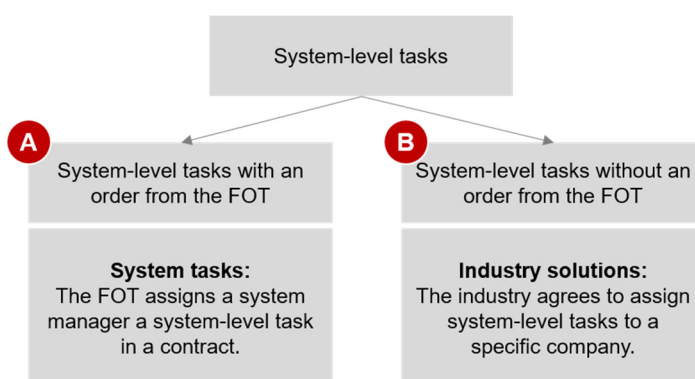 System-level tasks
A
System-level tasks with an
order from the FOT
B
System-level tasks without an
order from the FOT
System tasks:
The FOT assigns a system
manager a system-level task
in a contract.
Industry solutions:
The industry agrees to assign
system-level tasks to a
specific company.